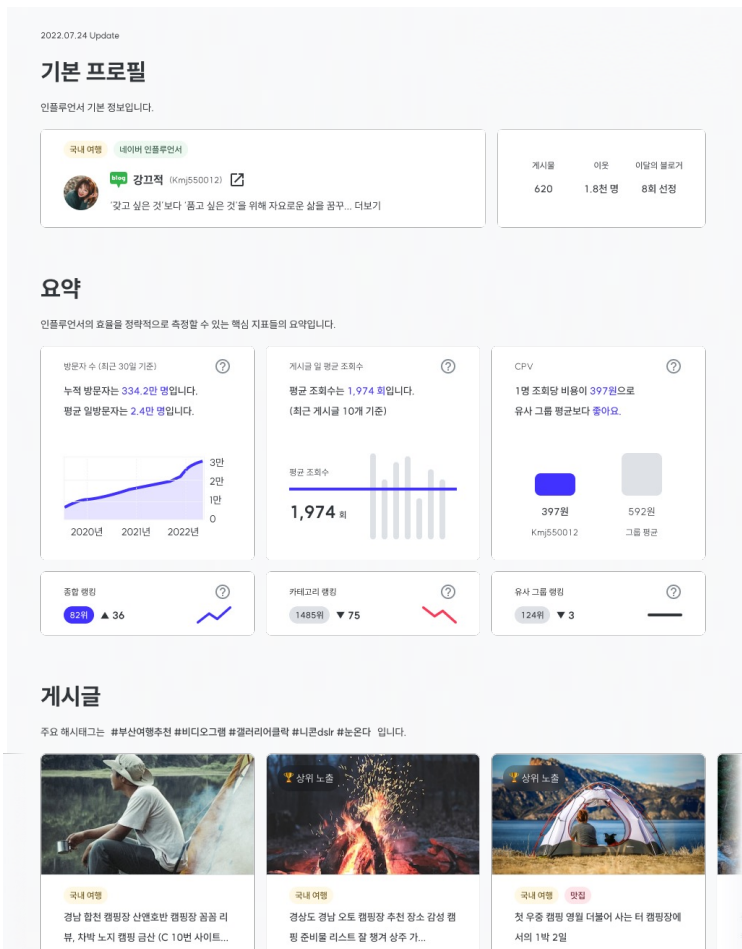 2022.07.24 Update
기본 프로필
인플루언서 기본 정보입니다.
국내 여행 네이버 인플루언서
blog 강끄적 (Kmj550012)
'갖고 싶은 것'보다 '품고 싶은 것'을 위해 자요로운 삶을 꿈꾸... 더보기
게시물 이웃 이달의 블로거
620 1.8천 명 8회 선정
요약
인플루언서의 효율을 정략적으로 측정할 수 있는 핵심 지표들의 요약입니다.
방문자 수 (최근 30일 기준) ?
누적 방문자는 334.2만 명입니다.
평균 일방문자는 2.4만 명입니다.
3만
2만
1만
0
2020년 2021년 2022년
게시글 일 평균 조회수 ?
평균 조회수는 1,974 회입니다.
(최근 게시글 10개 기준)
평균 조회수
1,974 회
CPV ?
1명 조회당 비용이 397원으로
유사 그룹 평균보다 좋아요.
397원 592원
Kmj550012 그룹 평균
종합 랭킹 ?
82위 ▲ 36
카테고리 랭킹 ?
1485위 ▼ 75
유사 그룹 랭킹 ?
124위 ▼ 3
게시글
주요 해시태그는 #부산여행추천 #비디오그램 #갤러리어클락 #니콘dslr #눈온다 입니다.
국내 여행
경남 합천 캠핑장 산앤호반 캠핑장 꼼꼼 리
뷰, 차박 노지 캠핑 금산 (C 10번 사이트...
상위 노출
국내 여행
경상도 경남 오토 캠핑장 추천 장소 감성 캠
핑 준비물 리스트 잘 챙겨 상주 가...
상위 노출
국내 여행 맛집
첫 우중 캠핑 영월 더불어 사는 터 캠핑장에
서의 1박 2일